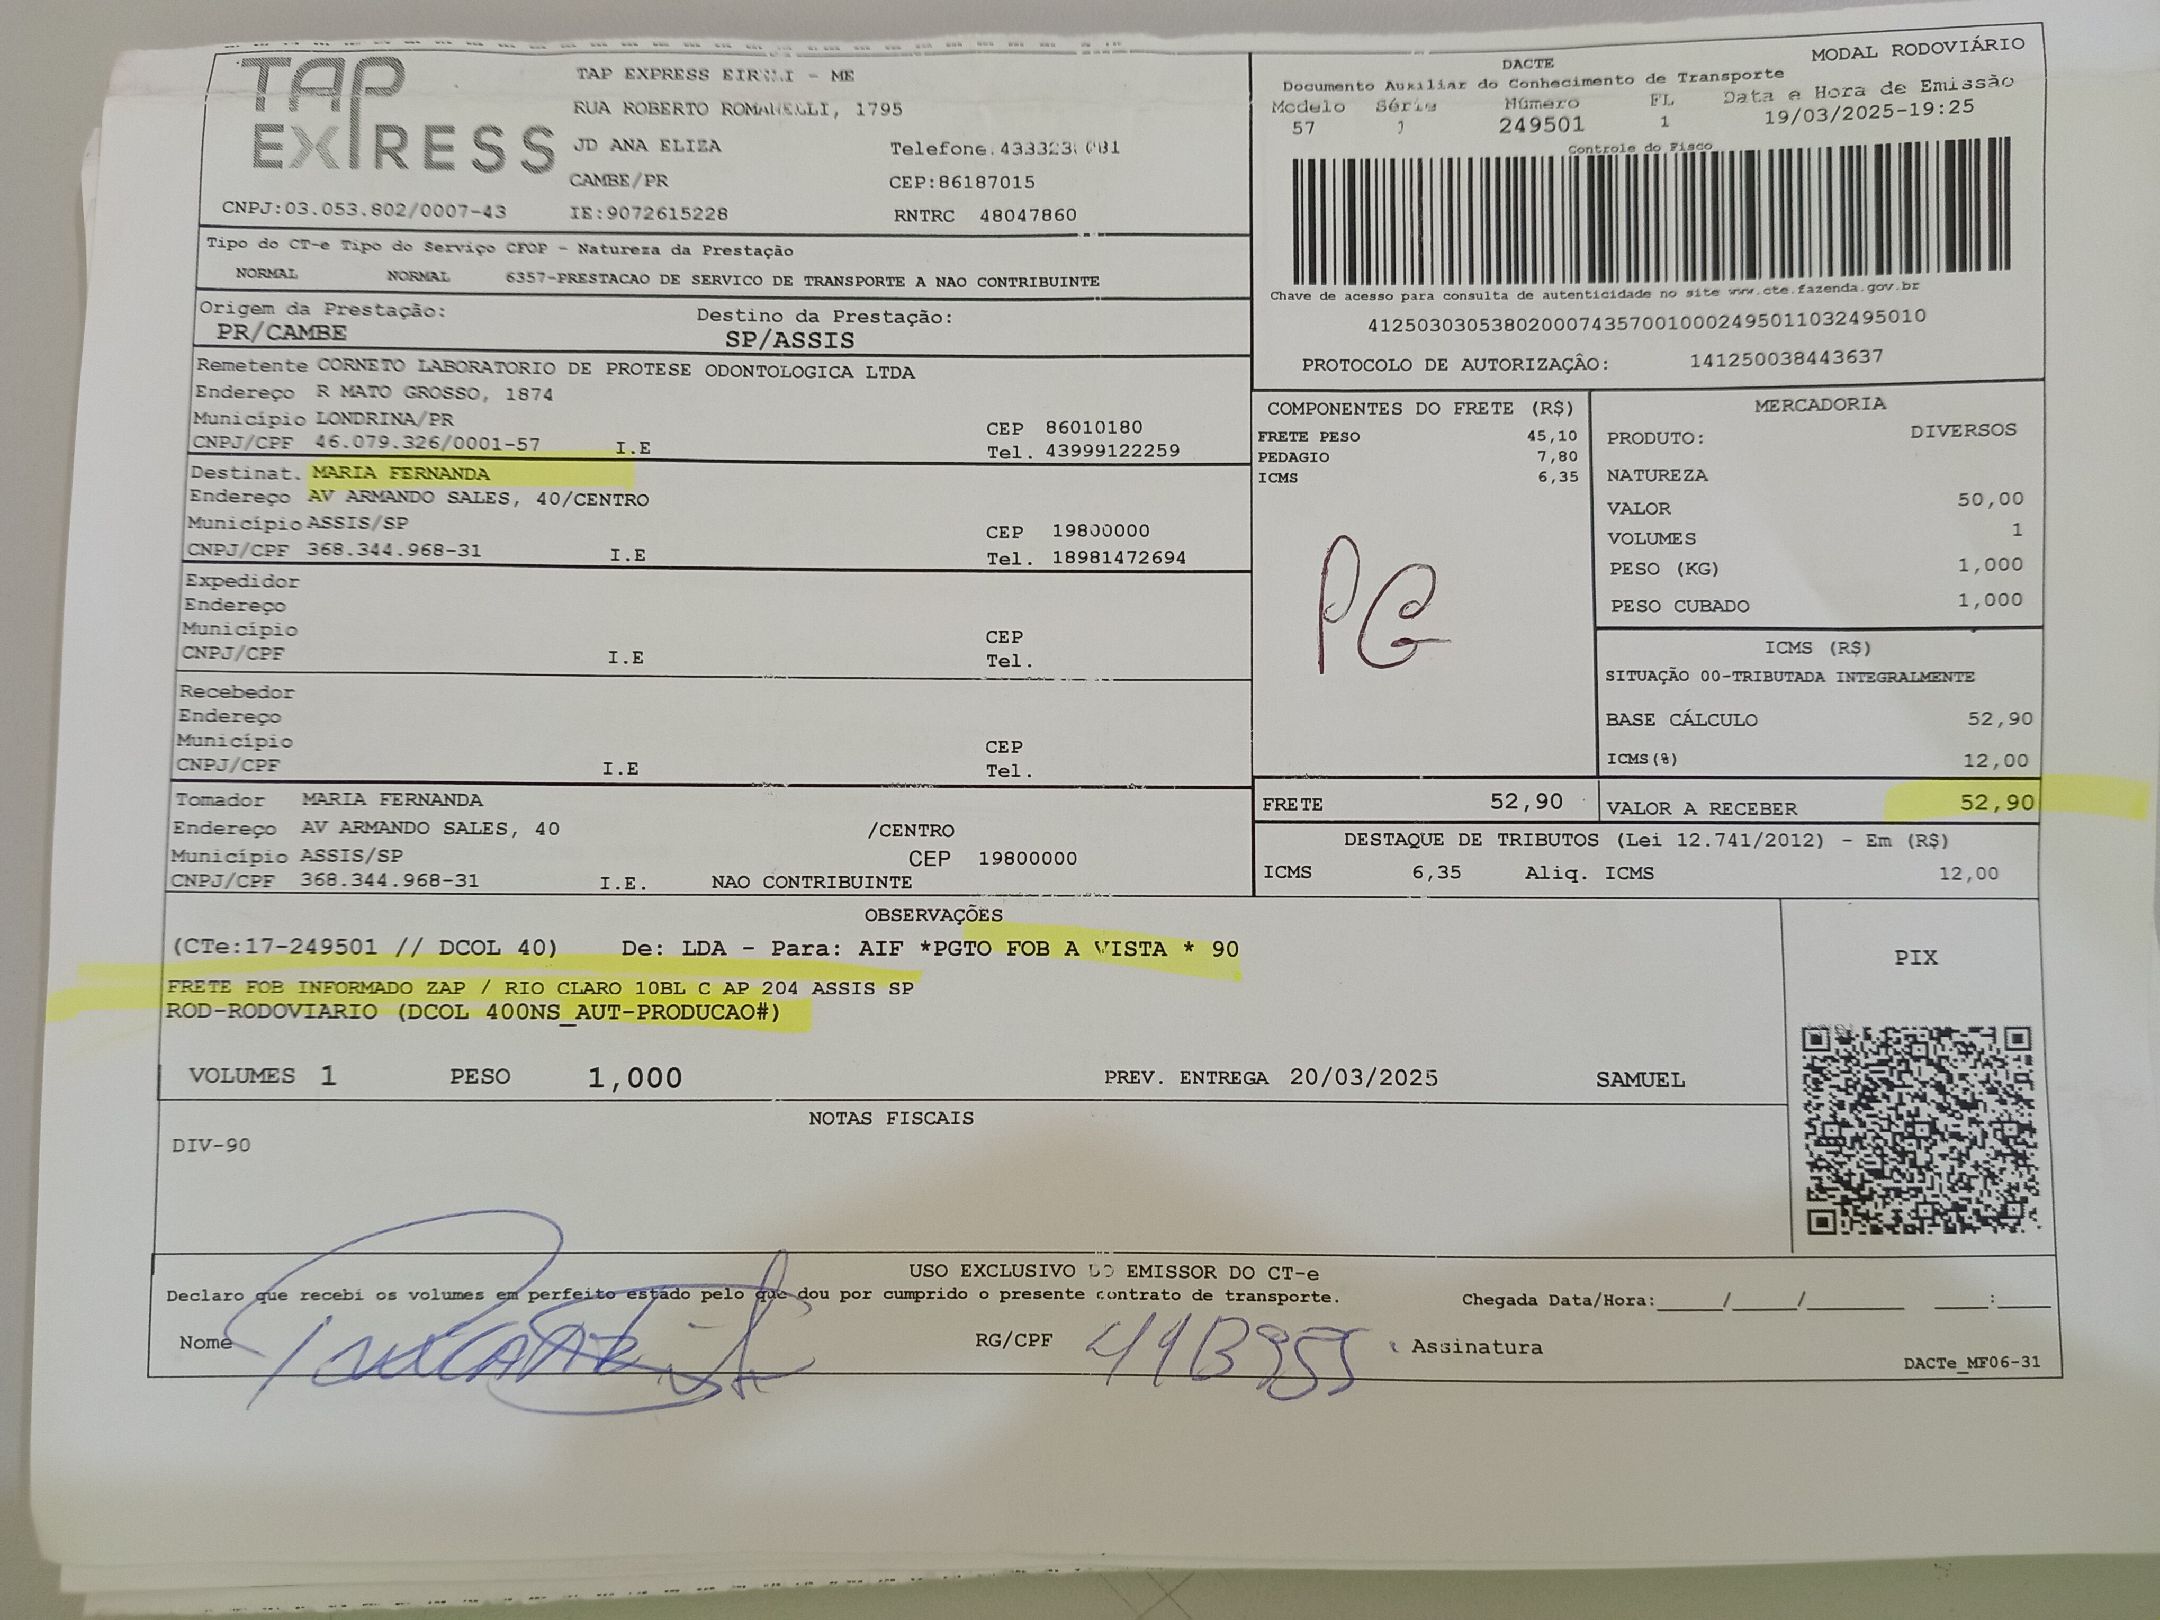 TAP EXPRESS
TAP EXPRESS EIRELI - ME
RUA ROBERTO ROMANELLI, 1795
JD ANA ELIZA Telefone.
CAMBE/PR CEP:86187015
CNPJ:03.053.802/0007-43 IE:9072615228 RNTRC 48047860
DACTE MODAL RODOVIÁRIO
Documento Auxiliar do Conhecimento de Transporte
Modelo Série Número FL Data e Hora de Emissão
57 1 249501 1 19/03/2025-19:25
Controle do Fisco
Chave de acesso para consulta de autenticidade no site www.cte.fazenda.gov.br
41250303053802000743570010002495011032495010
PROTOCOLO DE AUTORIZAÇÂO: 141250038443637
Tipo do CT-e Tipo do Serviço CFOP - Natureza da Prestação
NORMAL NORMAL 6357-PRESTACAO DE SERVICO DE TRANSPORTE A NAO CONTRIBUINTE
Origem da Prestação: Destino da Prestação:
PR/CAMBE SP/ASSIS
Remetente CORNETO LABORATORIO DE PROTESE ODONTOLOGICA LTDA
Endereço R MATO GROSSO, 1874
Município LONDRINA/PR CEP 86010180
CNPJ/CPF 46.079.326/0001-57 I.E Tel. 43999122259
Destinat. MARIA FERNANDA
Endereço AV ARMANDO SALES, 40/CENTRO
Município ASSIS/SP CEP 19800000
CNPJ/CPF 368.344.968-31 I.E Tel. 18981472694
Expedidor
Endereço
Município CEP
CNPJ/CPF I.E Tel.
Recebedor
Endereço
Município CEP
CNPJ/CPF I.E Tel.
Tomador MARIA FERNANDA
Endereço AV ARMANDO SALES, 40 /CENTRO
Município ASSIS/SP CEP 19800000
CNPJ/CPF 368.344.968-31 I.E. NAO CONTRIBUINTE
COMPONENTES DO FRETE (R$)
FRETE PESO 45,10
PEDAGIO 7,80
ICMS 6,35
PG
MERCADORIA
PRODUTO: DIVERSOS
NATUREZA
VALOR 50,00
VOLUMES 1
PESO (KG) 1,000
PESO CUBADO 1,000
ICMS (R$)
SITUAÇÃO 00-TRIBUTADA INTEGRALMENTE
BASE CÁLCULO 52,90
ICMS(%) 12,00
FRETE 52,90 VALOR A RECEBER 52,90
DESTAQUE DE TRIBUTOS (Lei 12.741/2012) - Em (R$)
ICMS 6,35 Aliq. ICMS 12,00
OBSERVAÇÕES
(CTe:17-249501 // DCOL 40) De: LDA - Para: AIF *PGTO FOB A VISTA * 90
FRETE FOB INFORMADO ZAP / RIO CLARO 10BL C AP 204 ASSIS SP
ROD-RODOVIARIO (DCOL 400NS_AUT-PRODUCAO#)
VOLUMES 1 PESO 1,000 PREV. ENTREGA 20/03/2025 SAMUEL
PIX
NOTAS FISCAIS
DIV-90
USO EXCLUSIVO DO EMISSOR DO CT-e
Declaro que recebi os volumes em perfeito estado pelo que dou por cumprido o presente contrato de transporte. Chegada Data/Hora:_____/_____/_________ _____:_____
Nome RG/CPF Assinatura
DACTe_MF06-31